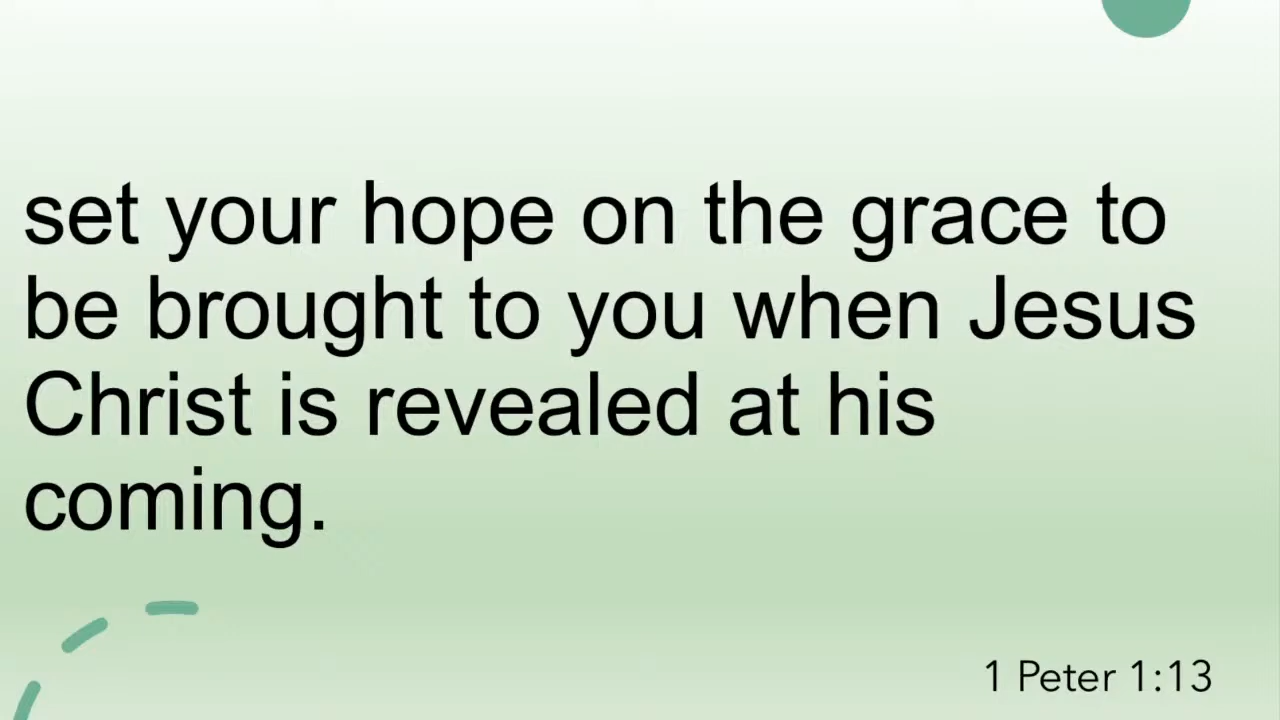 set your hope on the grace to
be brought to you when Jesus
Christ is revealed at his
coming.
1 Peter 1:13